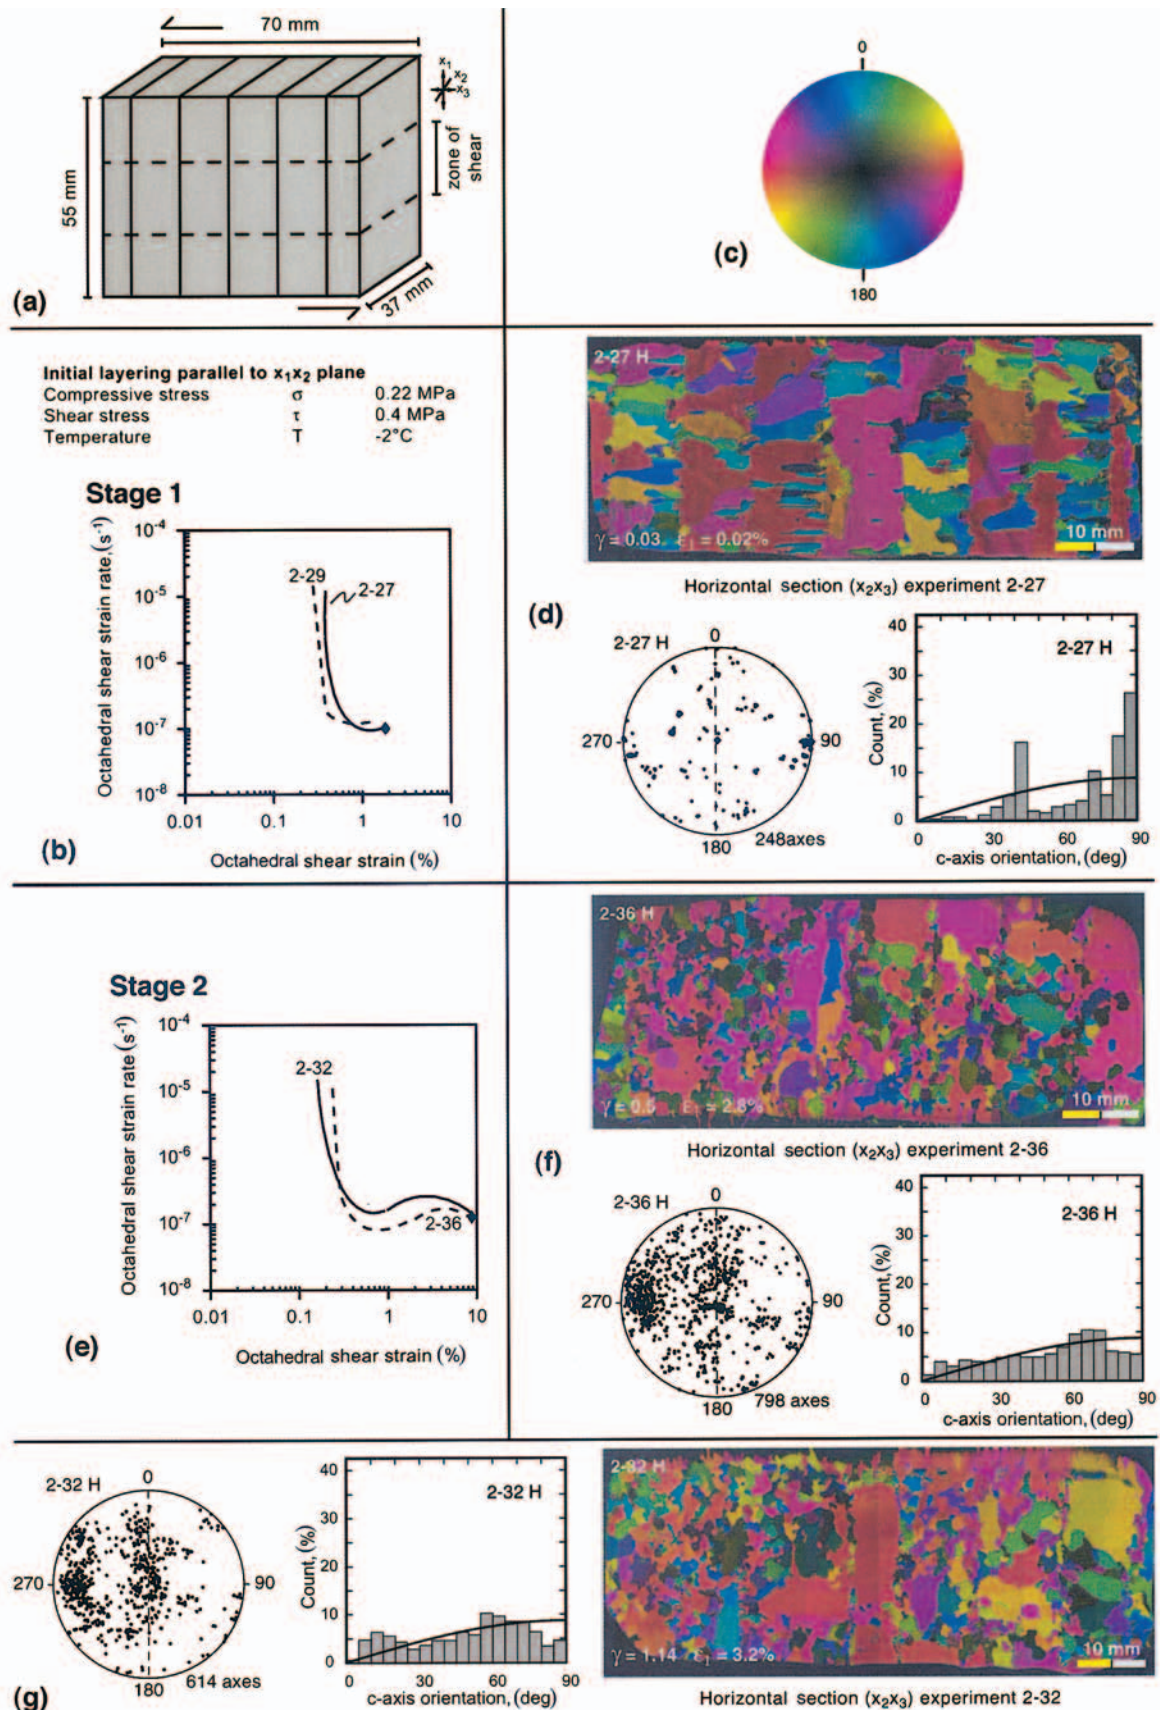 70 mm
x1
x2
x3
zone of
shear
55 mm
37 mm
(a)
0
180
(c)
Initial layering parallel to x1x2 plane
Compressive stress σ 0.22 MPa
Shear stress τ 0.4 MPa
Temperature T -2°C
Stage 1
Octahedral shear strain rate, (s-1)
10-4
10-5
10-6
10-7
10-8
2-29
2-27
0.01 0.1 1 10
Octahedral shear strain (%)
(b)
2-27 H
γ = 0.03 ε1 = 0.02%
10 mm
Horizontal section (x2x3) experiment 2-27
(d)
2-27 H
0
270
90
180
248axes
2-27 H
Count, (%)
40
30
20
10
0
0 30 60 90
c-axis orientation, (deg)
Stage 2
Octahedral shear strain rate (s-1)
10-4
10-5
10-6
10-7
10-8
2-32
2-36
0.01 0.1 1 10
Octahedral shear strain (%)
(e)
2-36 H
γ = 0.5 ε1 = 2.8%
10 mm
Horizontal section (x2x3) experiment 2-36
(f)
2-36 H
0
270
90
180
798 axes
2-36 H
Count, (%)
40
30
20
10
0
0 30 60 90
c-axis orientation, (deg)
2-32 H
0
270
90
180
614 axes
(g)
2-32 H
Count, (%)
40
30
20
10
0
0 30 60 90
c-axis orientation, (deg)
2-32 H
γ = 1.14 ε1 = 3.2%
10 mm
Horizontal section (x2x3) experiment 2-32